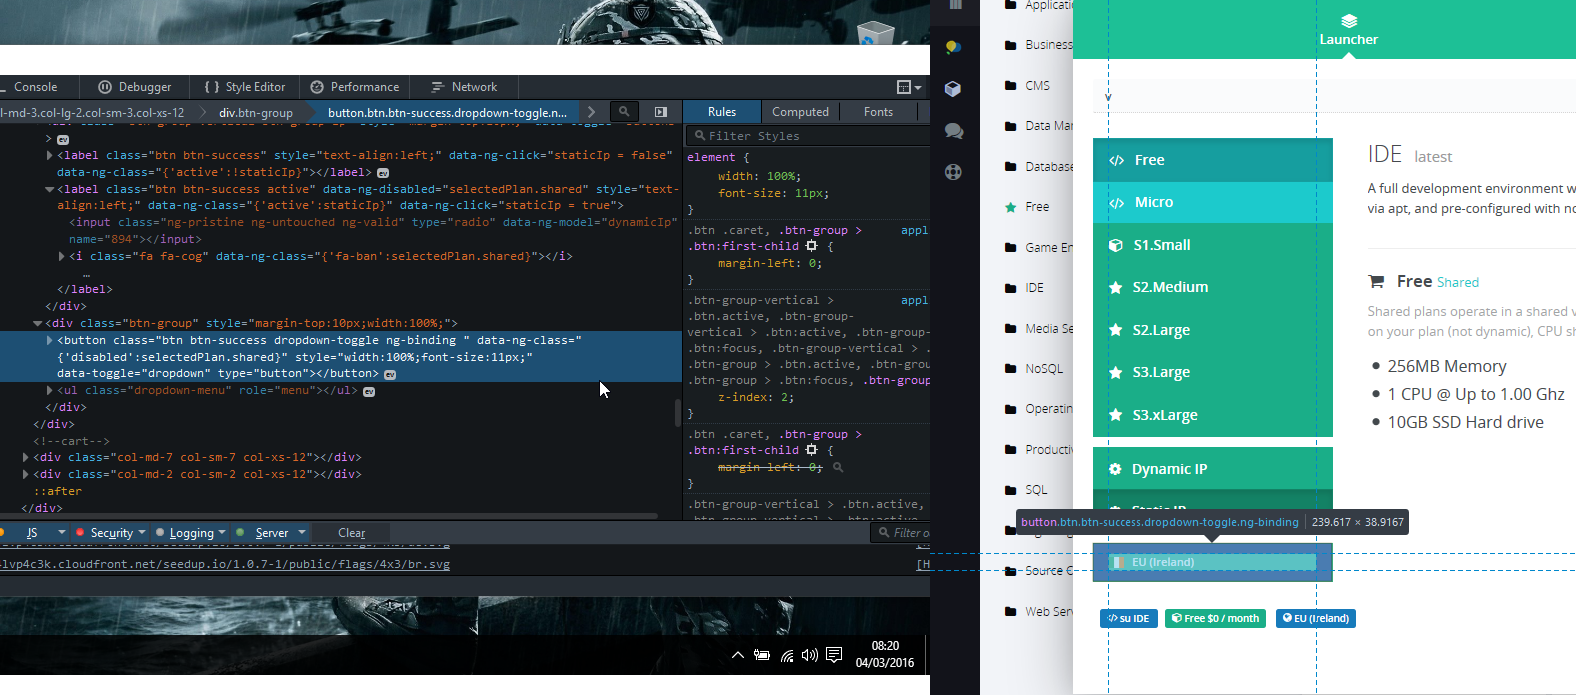 Console
Debugger
{ } Style Editor
Performance
Network
l-md-3.col-lg-2.col-sm-3.col-xs-12
div.btn-group
button.btn.btn-success.dropdown-toggle.n...
> ev
<label class="btn btn-success" style="text-align:left;" data-ng-click="staticIp = false"
data-ng-class="{'active':!staticIp}"></label> ev
<label class="btn btn-success active" data-ng-disabled="selectedPlan.shared" style="text-
align:left;" data-ng-class="{'active':staticIp}" data-ng-click="staticIp = true">
<input class="ng-pristine ng-untouched ng-valid" type="radio" data-ng-model="dynamicIp"
name="894"></input>
<i class="fa fa-cog" data-ng-class="{'fa-ban':selectedPlan.shared}"></i>
…
</label>
</div>
<div class="btn-group" style="margin-top:10px;width:100%;">
<button class="btn btn-success dropdown-toggle ng-binding " data-ng-class="
{'disabled':selectedPlan.shared}" style="width:100%;font-size:11px;"
data-toggle="dropdown" type="button"></button> ev
<ul class="dropdown-menu" role="menu"></ul> ev
</div>
</div>
<!--cart-->
<div class="col-md-7 col-sm-7 col-xs-12"></div>
<div class="col-md-2 col-sm-2 col-xs-12"></div>
::after
</div>
Rules
Computed
Fonts
Filter Styles
element {
width: 100%;
font-size: 11px;
}
.btn .caret, .btn-group > appl
.btn:first-child {
margin-left: 0;
}
.btn-group-vertical > appl
.btn.active, .btn-group-
vertical > .btn:active, .btn-group
.btn:focus, .btn-group-vertical > .
btn-group > .btn.active, .btn-group
.btn-group > .btn:focus, .btn-group
z-index: 2;
}
.btn .caret, .btn-group >
.btn:first-child {
margin-left: 0;
}
.btn-group-vertical > .btn.active,
JS
Security
Logging
Server
Clear
Filter o
lvp4c3k.cloudfront.net/seedup.io/1.0.7-1/public/flags/4x3/br.svg
[H
08:20
04/03/2016
Applicati
Business
CMS
Data Mar
Database
Free
Game En
IDE
Media Se
NoSQL
Operatin
Productiv
SQL
Source C
Web Serv
Launcher
v
</> Free
</> Micro
S1.Small
S2.Medium
S2.Large
S3.Large
S3.xLarge
Dynamic IP
Static IP
button.btn.btn-success.dropdown-toggle.ng-binding | 239.617 × 38.9167
EU (Ireland)
</> su IDE
Free $0 / month
EU (Ireland)
IDE latest
A full development environment w
via apt, and pre-configured with no
Free Shared
Shared plans operate in a shared v
on your plan (not dynamic), CPU sh
• 256MB Memory
• 1 CPU @ Up to 1.00 Ghz
• 10GB SSD Hard drive